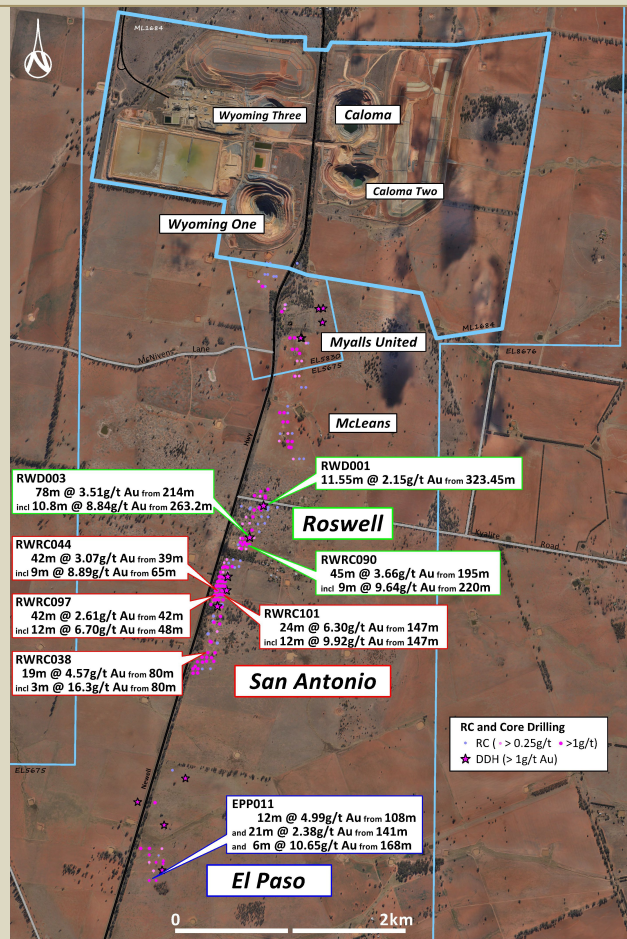 ML1684
Wyoming Three
Caloma
Caloma Two
Wyoming One
ML1684
Myalls United
McNivens Lane
EL5830
EL5675
EL8676
McLeans
Hwy
RWD003
78m @ 3.51g/t Au from 214m
incl 10.8m @ 8.84g/t Au from 263.2m
RWD001
11.55m @ 2.15g/t Au from 323.45m
Roswell
Kyalite Road
RWRC044
42m @ 3.07g/t Au from 39m
incl 9m @ 8.89g/t Au from 65m
RWRC090
45m @ 3.66g/t Au from 195m
incl 9m @ 9.64g/t Au from 220m
RWRC097
42m @ 2.61g/t Au from 42m
incl 12m @ 6.70g/t Au from 48m
RWRC101
24m @ 6.30g/t Au from 147m
incl 12m @ 9.92g/t Au from 147m
RWRC038
19m @ 4.57g/t Au from 80m
incl 3m @ 16.3g/t Au from 80m
San Antonio
RC and Core Drilling
RC ( > 0.25g/t >1g/t)
DDH (> 1g/t Au)
EL5675
Newell
EPP011
12m @ 4.99g/t Au from 108m
and 21m @ 2.38g/t Au from 141m
and 6m @ 10.65g/t Au from 168m
El Paso
0 2km